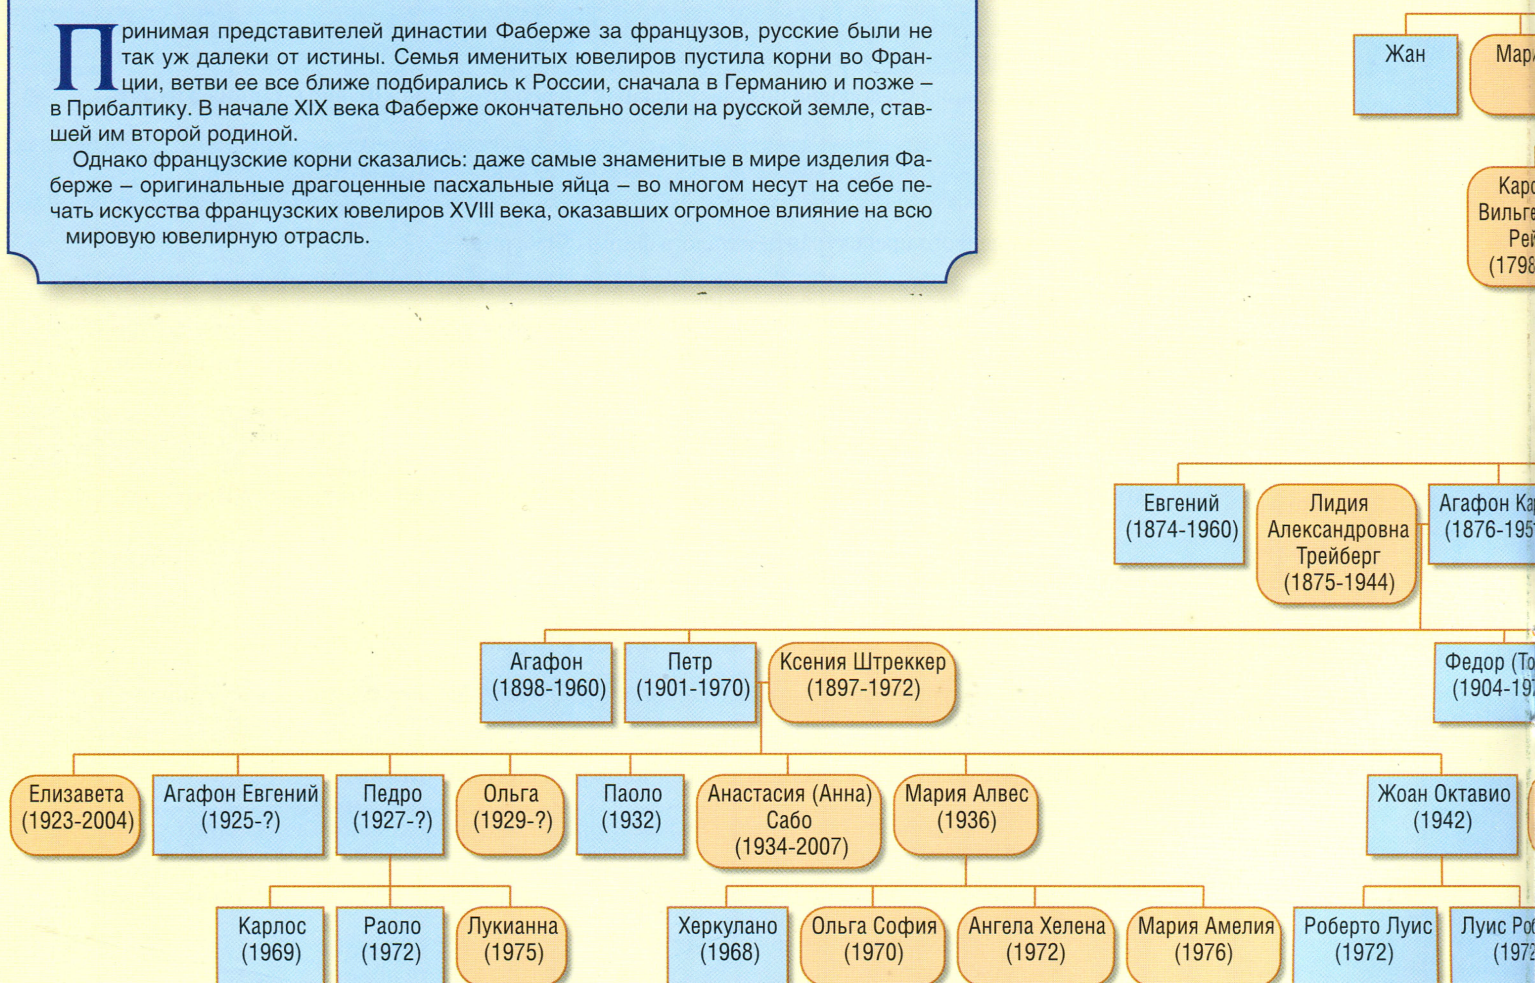 Принимая представителей династии Фаберже за французов, русские были не
так уж далеки от истины. Семья именитых ювелиров пустила корни во Фран-
ции, ветви ее все ближе подбирались к России, сначала в Германию и позже –
в Прибалтику. В начале XIX века Фаберже окончательно осели на русской земле, став-
шей им второй родиной.
Однако французские корни сказались: даже самые знаменитые в мире изделия Фа-
берже – оригинальные драгоценные пасхальные яйца – во многом несут на себе пе-
чать искусства французских ювелиров XVIII века, оказавших огромное влияние на всю
мировую ювелирную отрасль.
Жан
Евгений
(1874-1960)
Лидия
Александровна
Трейберг
(1875-1944)
Агафон
Агафон
(1898-1960)
Петр
(1901-1970)
Ксения Штреккер
(1897-1972)
Федор
Елизавета
(1923-2004)
Агафон Евгений
(1925-?)
Педро
(1927-?)
Ольга
(1929-?)
Паоло
(1932)
Анастасия (Анна)
Сабо
(1934-2007)
Мария Алвес
(1936)
Жоан Октавио
(1942)
Карлос
(1969)
Раоло
(1972)
Лукианна
(1975)
Херкулано
(1968)
Ольга София
(1970)
Ангела Хелена
(1972)
Мария Амелия
(1976)
Роберто Луис
(1972)
Луис